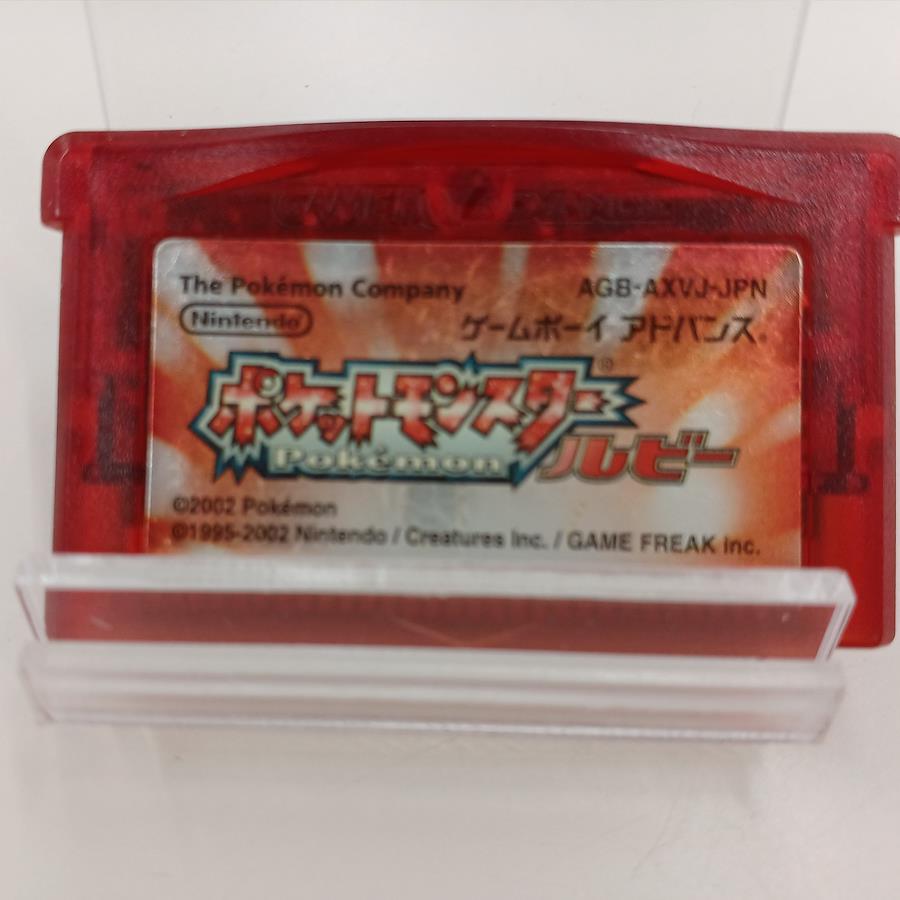 The Pokémon Company
AGB-AXVJ-JPN
Nintendo
ゲームボーイ アドバンス®
ポケットモンスター®
Pokémon
ルビー
©2002 Pokémon
©1995-2002 Nintendo / Creatures Inc. / GAME FREAK Inc.